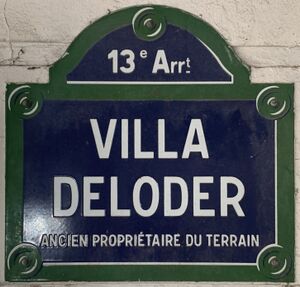 13e Arrt
VILLA
DELODER
ANCIEN PROPRIÉTAIRE DU TERRAIN